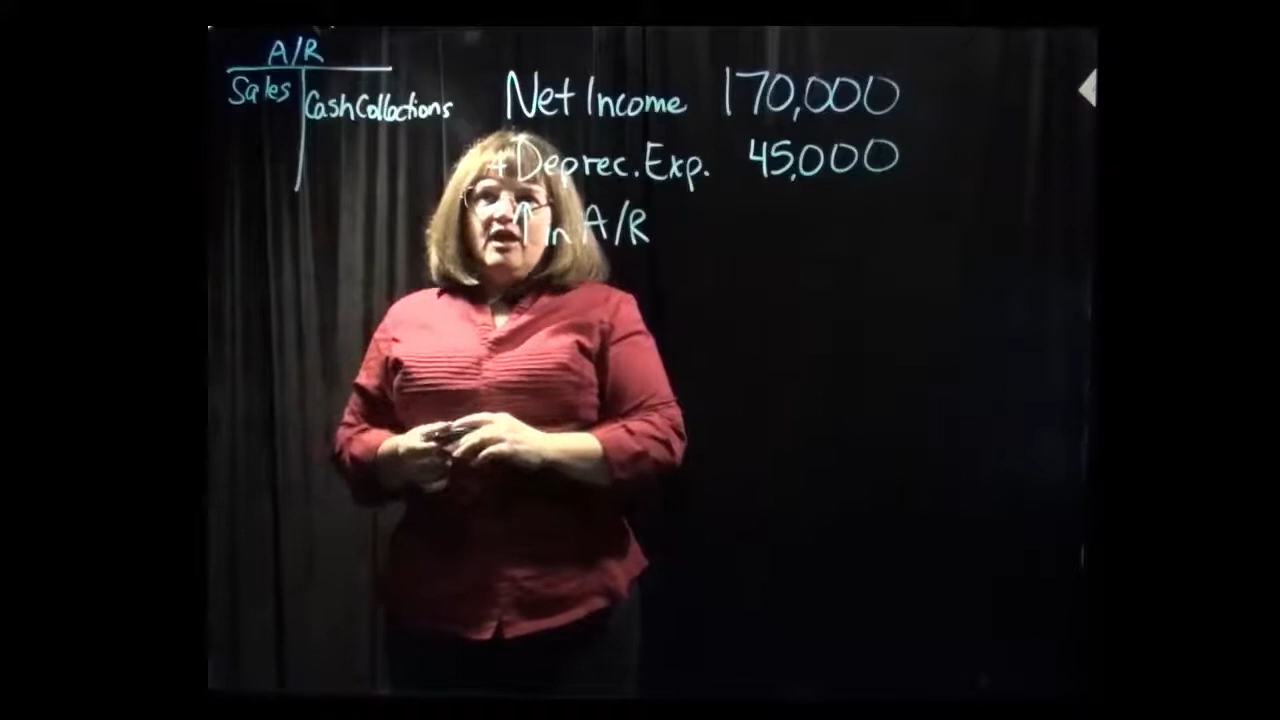 A/R
Sales Cash Collections
Net Income 170,000
+ Deprec. Exp. 45,000
↑ in A/R